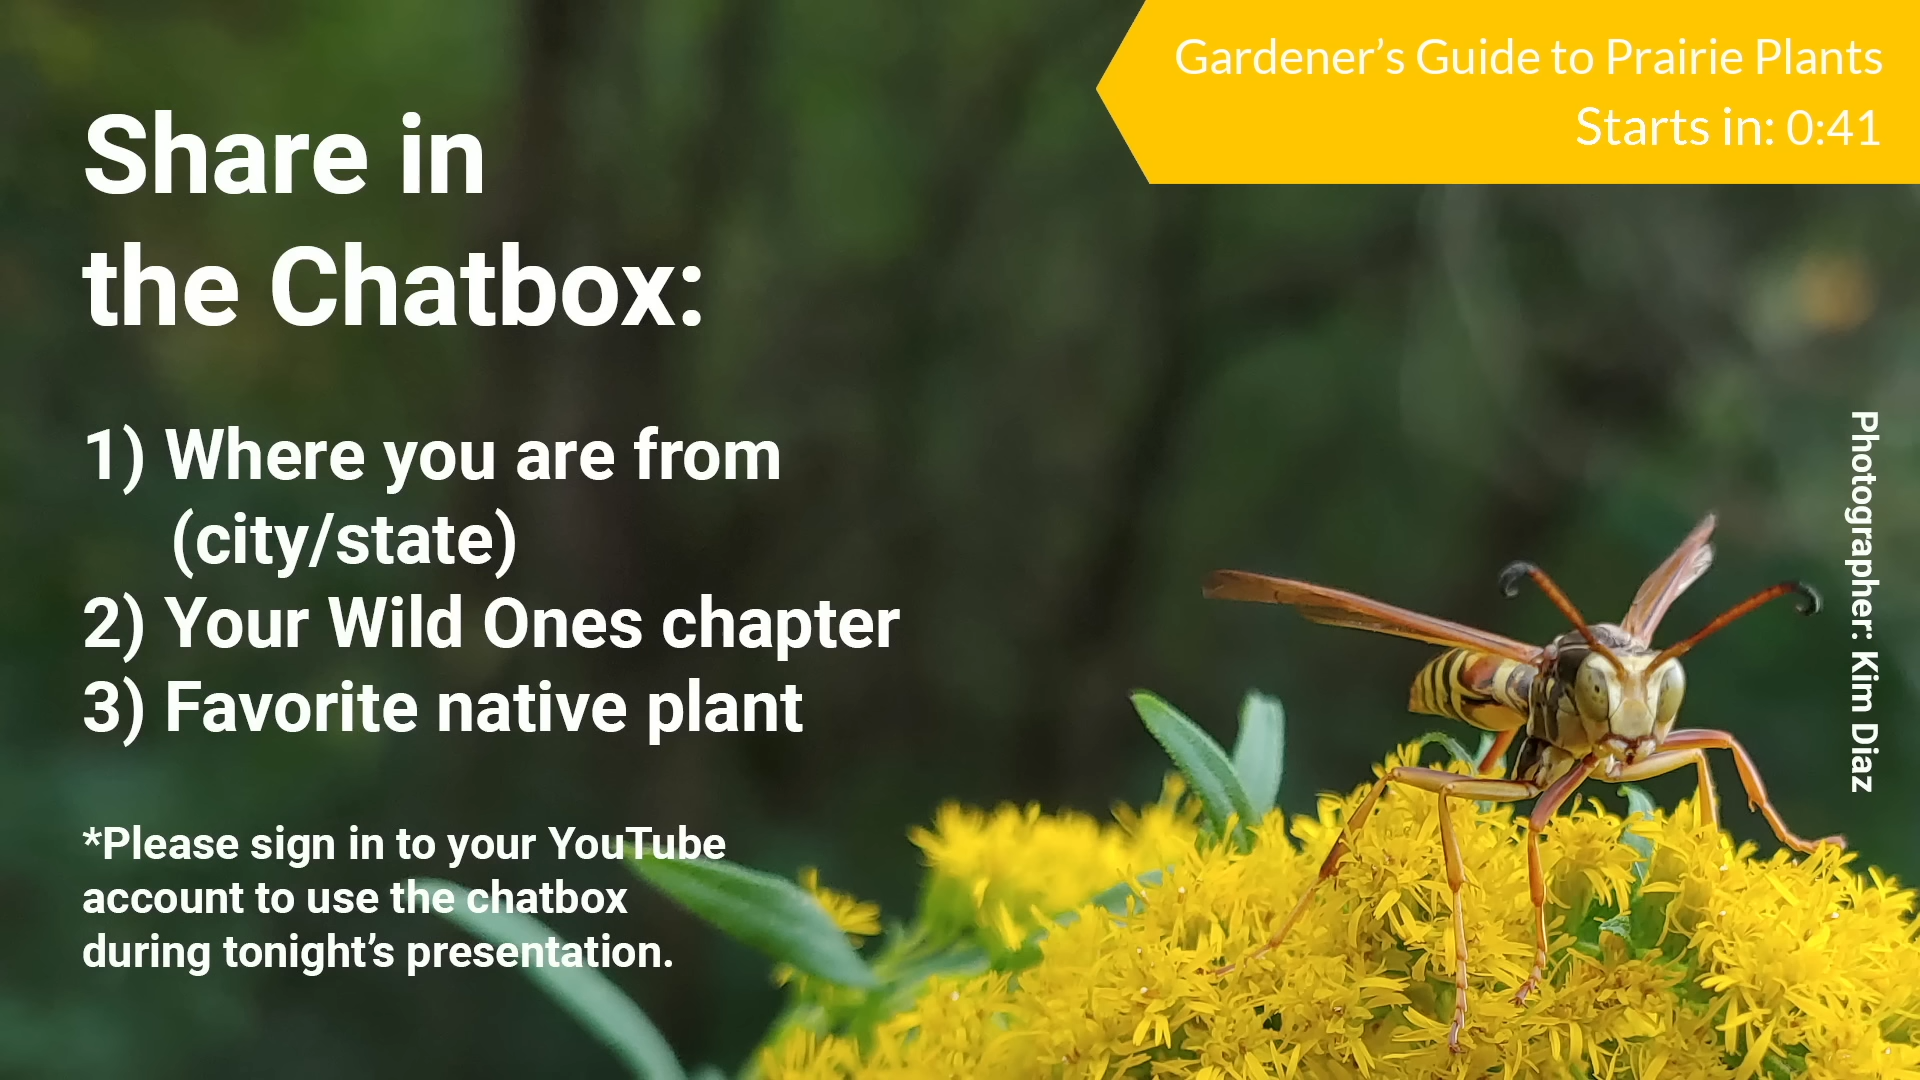 Gardener’s Guide to Prairie Plants
Starts in: 0:41
Share in
the Chatbox:
1) Where you are from
(city/state)
2) Your Wild Ones chapter
3) Favorite native plant
*Please sign in to your YouTube
account to use the chatbox
during tonight’s presentation.
Photographer: Kim Diaz